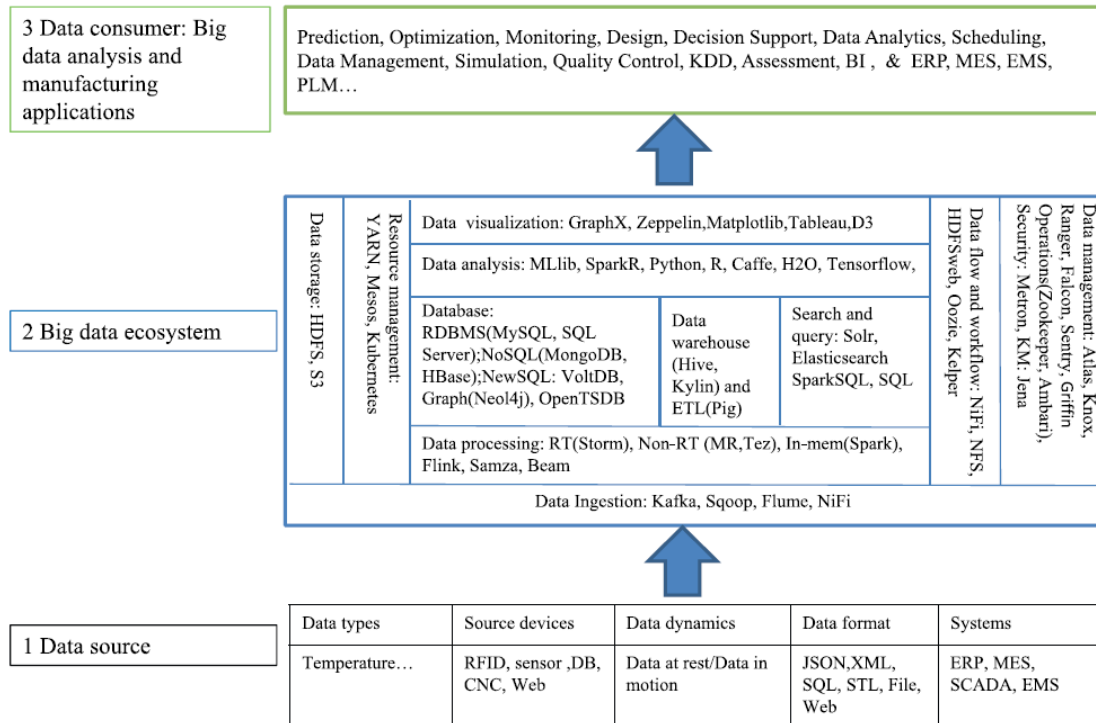 3 Data consumer: Big
data analysis and
manufacturing
applications
Prediction, Optimization, Monitoring, Design, Decision Support, Data Analytics, Scheduling,
Data Management, Simulation, Quality Control, KDD, Assessment, BI , & ERP, MES, EMS,
PLM…
2 Big data ecosystem
Data storage: HDFS, S3
Resource management:
YARN, Mesos, Kubernetes
Data visualization: GraphX, Zeppelin,Matplotlib,Tableau,D3
Data analysis: MLlib, SparkR, Python, R, Caffe, H2O, Tensorflow,
Database:
RDBMS(MySQL, SQL
Server);NoSQL(MongoDB,
HBase);NewSQL: VoltDB,
Graph(Neol4j), OpenTSDB
Data
warehouse
(Hive,
Kylin) and
ETL(Pig)
Search and
query: Solr,
Elasticsearch
SparkSQL, SQL
Data processing: RT(Storm), Non-RT (MR,Tez), In-mem(Spark),
Flink, Samza, Beam
Data flow and workflow: NiFi, NFS,
HDFSweb, Oozie, Kelper
Data management: Atlas, Knox,
Ranger, Falcon, Sentry, Griffin
Operations(Zookeeper, Ambari),
Security: Metron, KM: Jena
Data Ingestion: Kafka, Sqoop, Flume, NiFi
1 Data source
Data types
Source devices
Data dynamics
Data format
Systems
Temperature…
RFID, sensor ,DB,
CNC, Web
Data at rest/Data in
motion
JSON,XML,
SQL, STL, File,
Web
ERP, MES,
SCADA, EMS